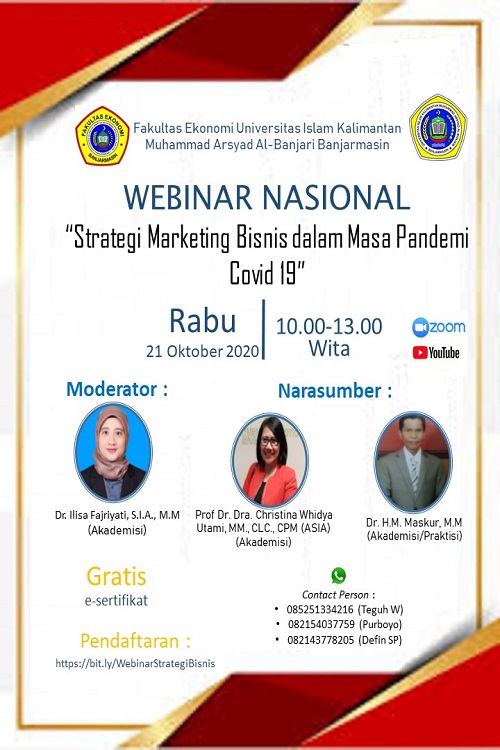 FAKULTAS EKONOMI
BANJARMASIN
Fakultas Ekonomi Universitas Islam Kalimantan
Muhammad Arsyad Al-Banjari Banjarmasin
WEBINAR NASIONAL
“Strategi Marketing Bisnis dalam Masa Pandemi
Covid 19”
Rabu
21 Oktober 2020
10.00-13.00
Wita
zoom
YouTube
Moderator :
Narasumber :
Dr. Ilisa Fajriyati, S.I.A., M.M
(Akademisi)
Prof Dr. Dra. Christina Whidya
Utami, MM., CLC., CPM (ASIA)
(Akademisi)
Dr. H.M. Maskur, M.M
(Akademisi/Praktisi)
Gratis
e-sertifikat
Pendaftaran :
https://bit.ly/WebinarStrategiBisnis
Contact Person :
• 085251334216 (Teguh W)
• 082154037759 (Purboyo)
• 082143778205 (Defin SP)